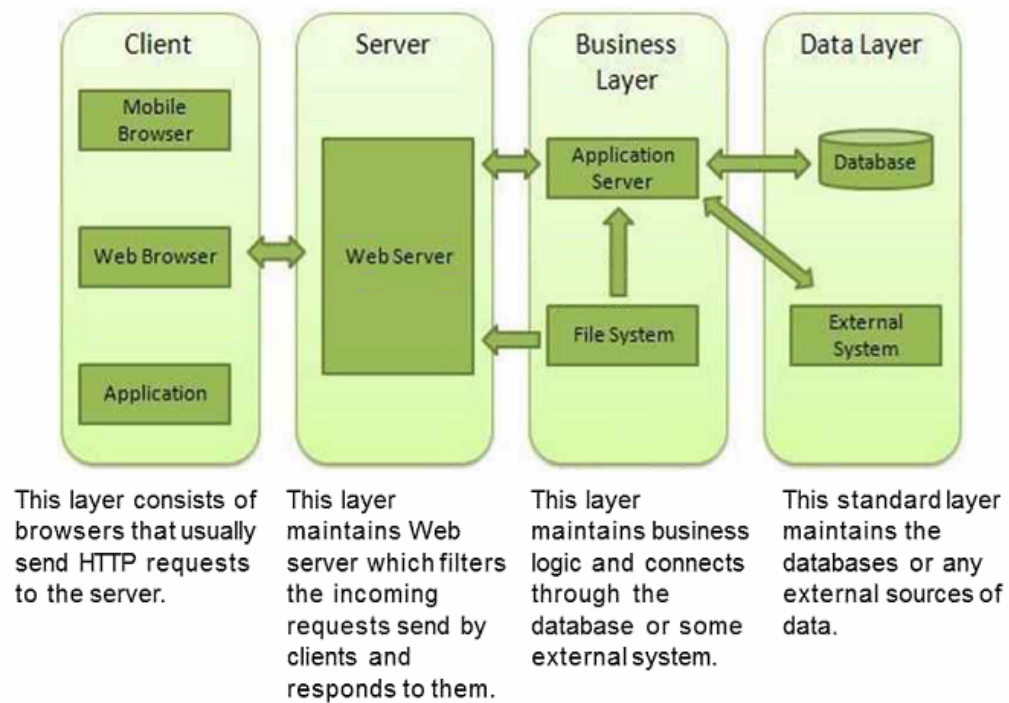 Client
Mobile
Browser
Web Browser
Application
Server
Web Server
Business
Layer
Application
Server
File System
Data Layer
Database
External
System
This layer consists of
browsers that usually
send HTTP requests
to the server.
This layer
maintains Web
server which filters
the incoming
requests send by
clients and
responds to them.
This layer
maintains business
logic and connects
through the
database or some
external system.
This standard layer
maintains the
databases or any
external sources of
data.